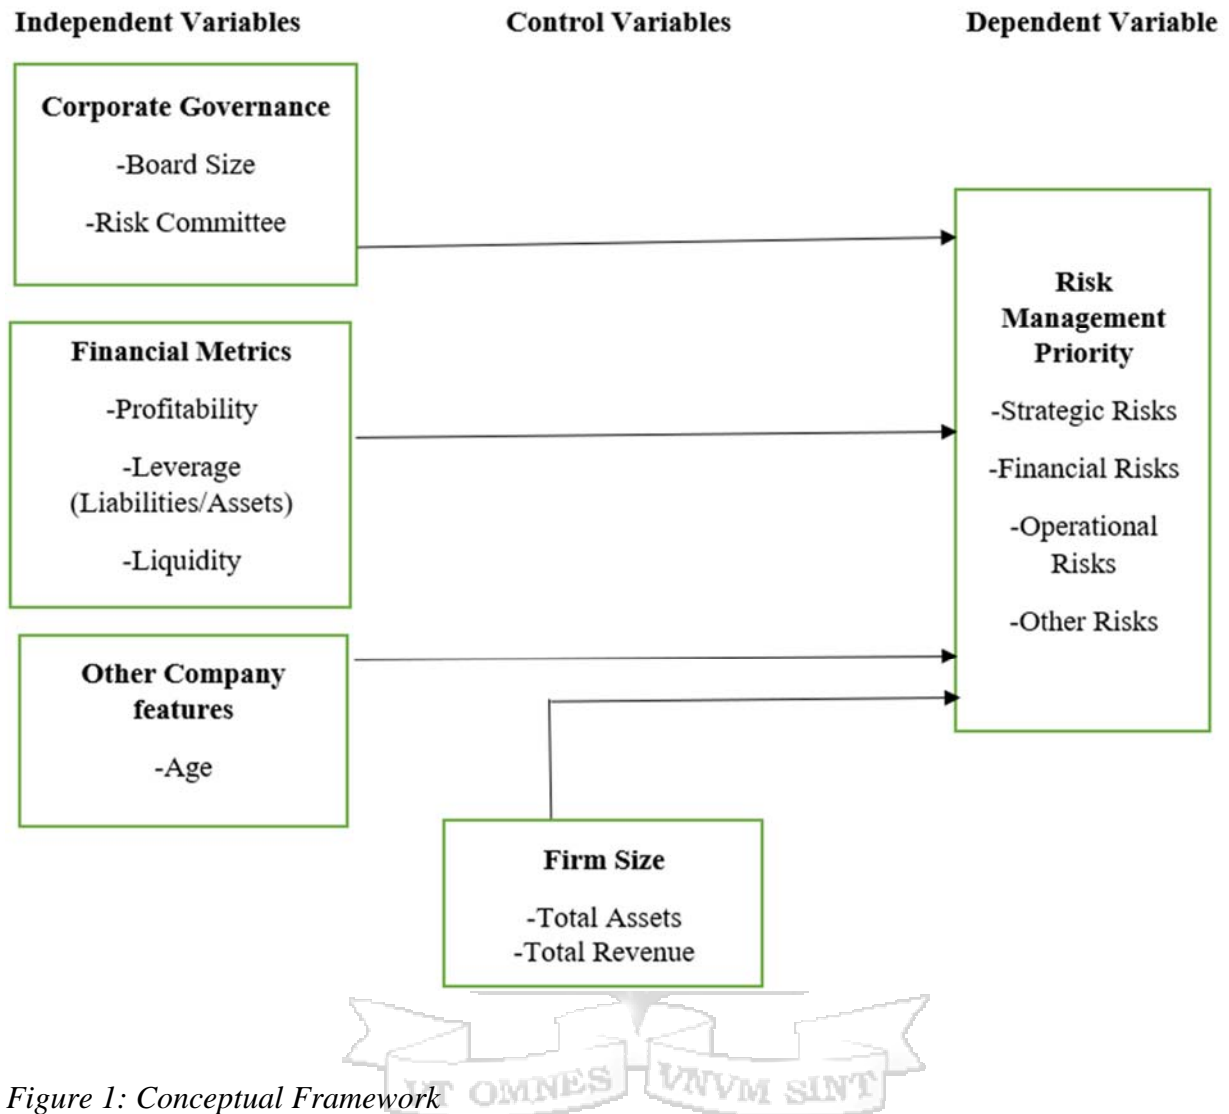 Independent Variables
Control Variables
Dependent Variable
Corporate Governance
-Board Size
-Risk Committee
Financial Metrics
-Profitability
-Leverage
(Liabilities/Assets)
-Liquidity
Other Company
features
-Age
Firm Size
-Total Assets
-Total Revenue
Risk
Management
Priority
-Strategic Risks
-Financial Risks
-Operational
Risks
-Other Risks
UT OMNES VNVM SINT
Figure 1: Conceptual Framework